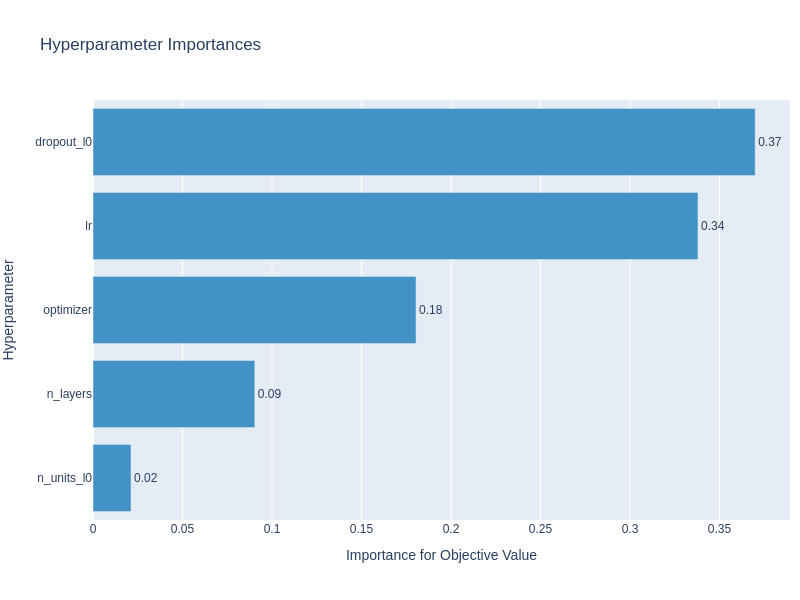 Hyperparameter Importances
Hyperparameter
dropout_l0
0.37
lr
0.34
optimizer
0.18
n_layers
0.09
n_units_l0
0.02
0 0.05 0.1 0.15 0.2 0.25 0.3 0.35
Importance for Objective Value